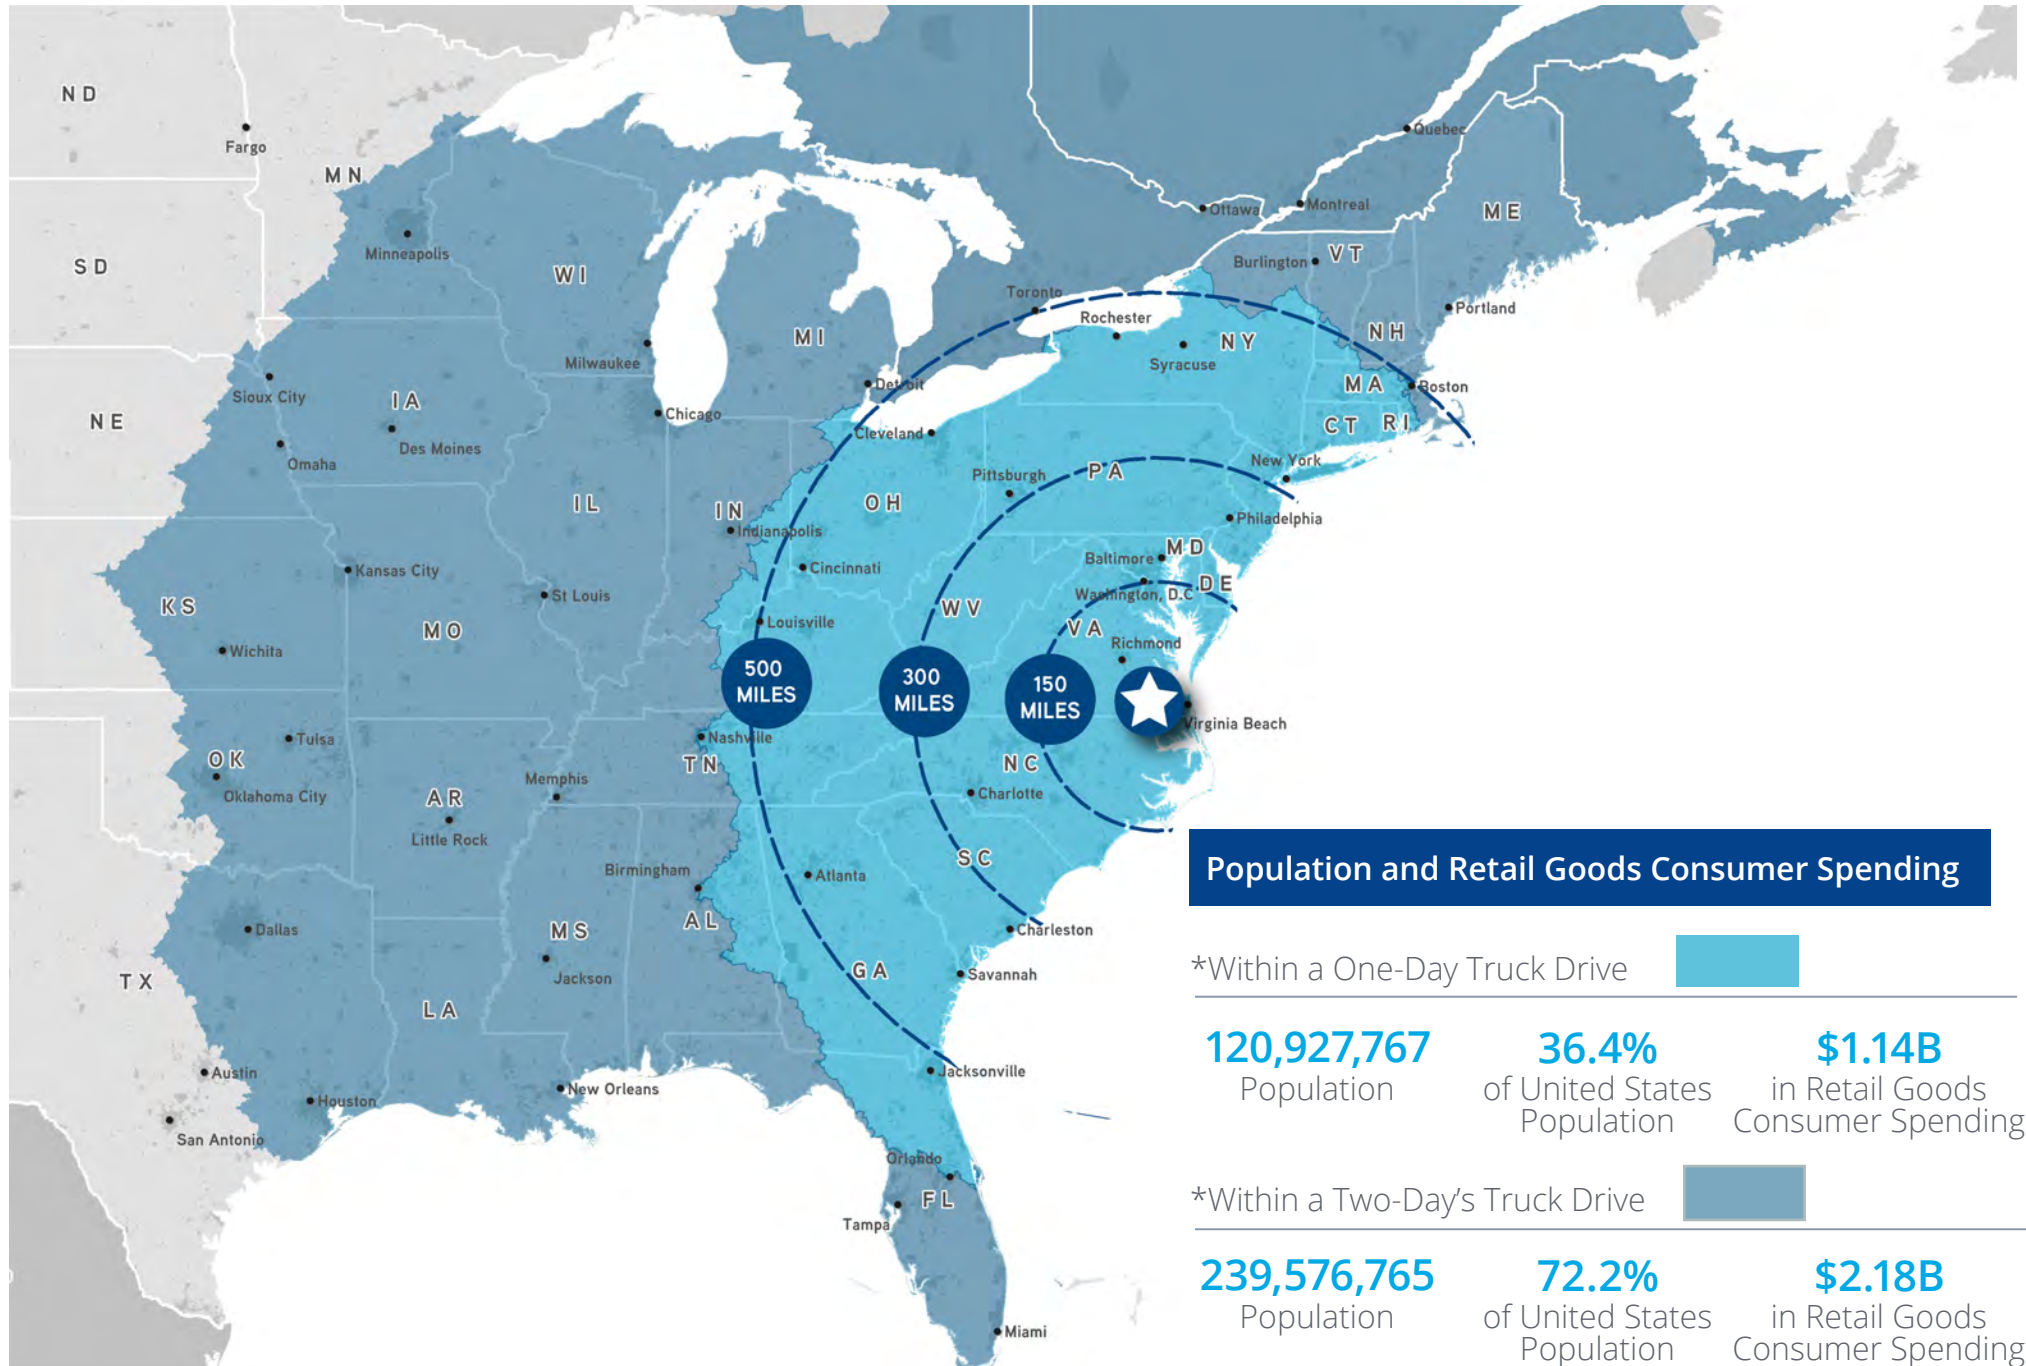 ND
Fargo
MN
Quebec
Ottawa
Montreal
ME
Minneapolis
SD
WI
Burlington
VT
Toronto
Rochester
Portland
MI
NH
NY
Milwaukee
Syracuse
Sioux City
IA
Detroit
MA
Boston
NE
Chicago
Des Moines
Cleveland
CT
RI
Omaha
New York
Pittsburgh
PA
IL
IN
OH
Indianapolis
Philadelphia
Baltimore
MD
Kansas City
Cincinnati
DE
St Louis
Washington, D.C
KS
WV
MO
Louisville
VA
Richmond
Wichita
500
MILES
300
MILES
150
MILES
Virginia Beach
Tulsa
Nashville
OK
TN
NC
Memphis
Oklahoma City
AR
Charlotte
Little Rock
SC
Birmingham
Atlanta
AL
Dallas
MS
Charleston
GA
Savannah
Jackson
TX
LA
Austin
Jacksonville
New Orleans
Houston
San Antonio
Orlando
FL
Tampa
Miami
Population and Retail Goods Consumer Spending
*Within a One-Day Truck Drive
120,927,767
Population
36.4%
of United States
Population
$1.14B
in Retail Goods
Consumer Spending
*Within a Two-Day’s Truck Drive
239,576,765
Population
72.2%
of United States
Population
$2.18B
in Retail Goods
Consumer Spending